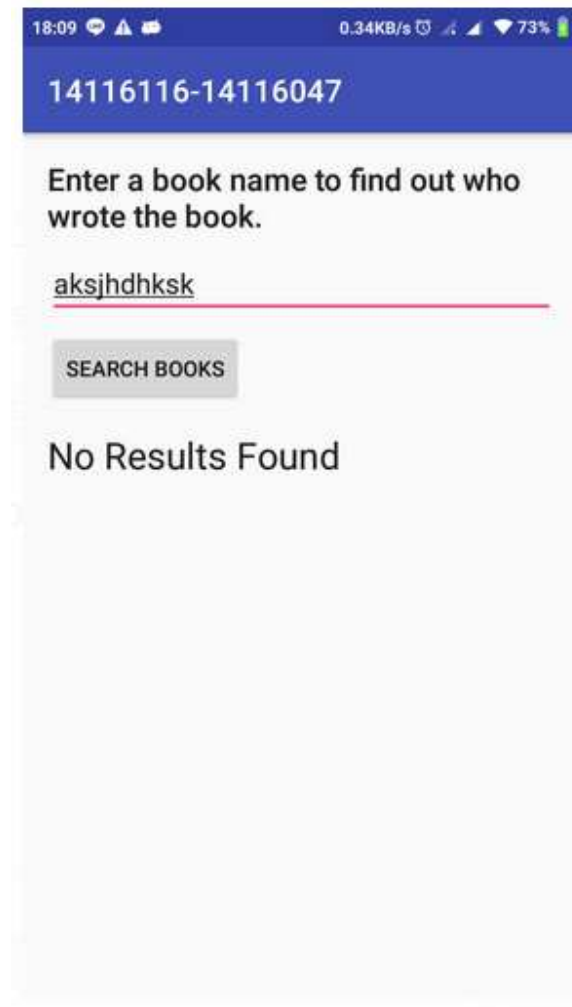 18:09 0.34KB/s 73%
14116116-14116047
Enter a book name to find out who
wrote the book.
aksjhdhksk
SEARCH BOOKS
No Results Found